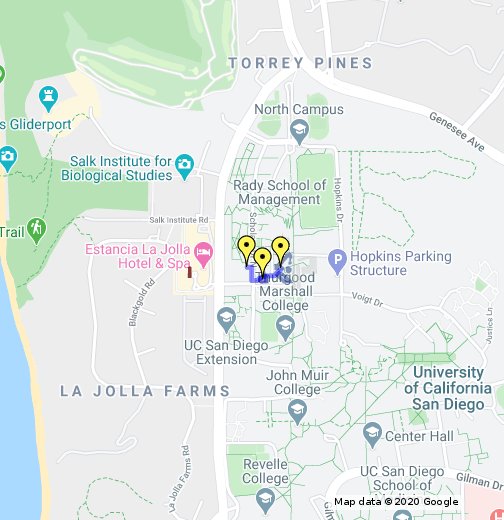 TORREY PINES
North Campus
Genesee Ave
s Gliderport
Salk Institute for
Biological Studies
Rady School of
Management
Hopkins Dr
Salk Institute Rd
Trail
Estancia La Jolla
Hotel & Spa
Hopkins Parking
Structure
Marshall
College
Voigt Dr
Blackgold Rd
Justice Ln
UC San Diego
Extension
John Muir
College
University
of California
San Diego
LA JOLLA FARMS
Center Hall
La Jolla Farms Rd
Revelle
College
UC San Diego
School of
Gilman Dr
Map data ©2020 Google